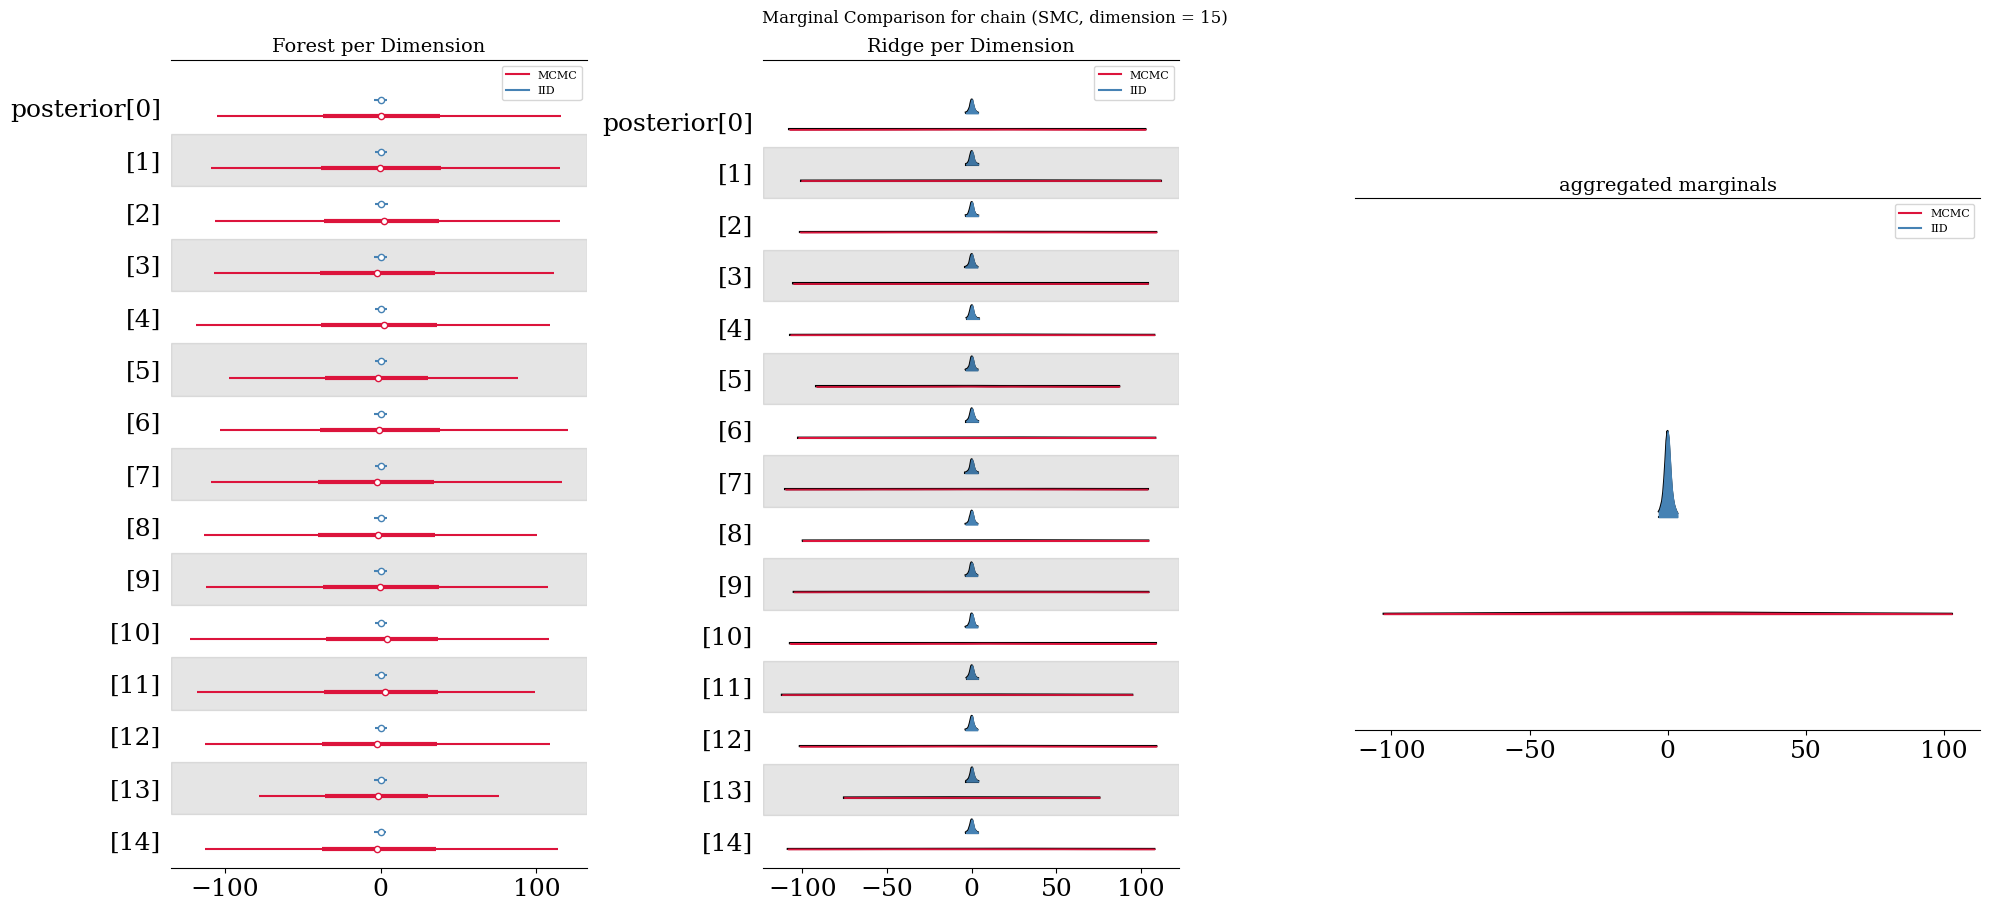 Marginal Comparison for chain (SMC, dimension = 15)
Forest per Dimension
MCMC
IID
posterior[0]
[1]
[2]
[3]
[4]
[5]
[6]
[7]
[8]
[9]
[10]
[11]
[12]
[13]
[14]
−100 0 100
Ridge per Dimension
MCMC
IID
posterior[0]
[1]
[2]
[3]
[4]
[5]
[6]
[7]
[8]
[9]
[10]
[11]
[12]
[13]
[14]
−100 −50 0 50 100
aggregated marginals
MCMC
IID
−100 −50 0 50 100